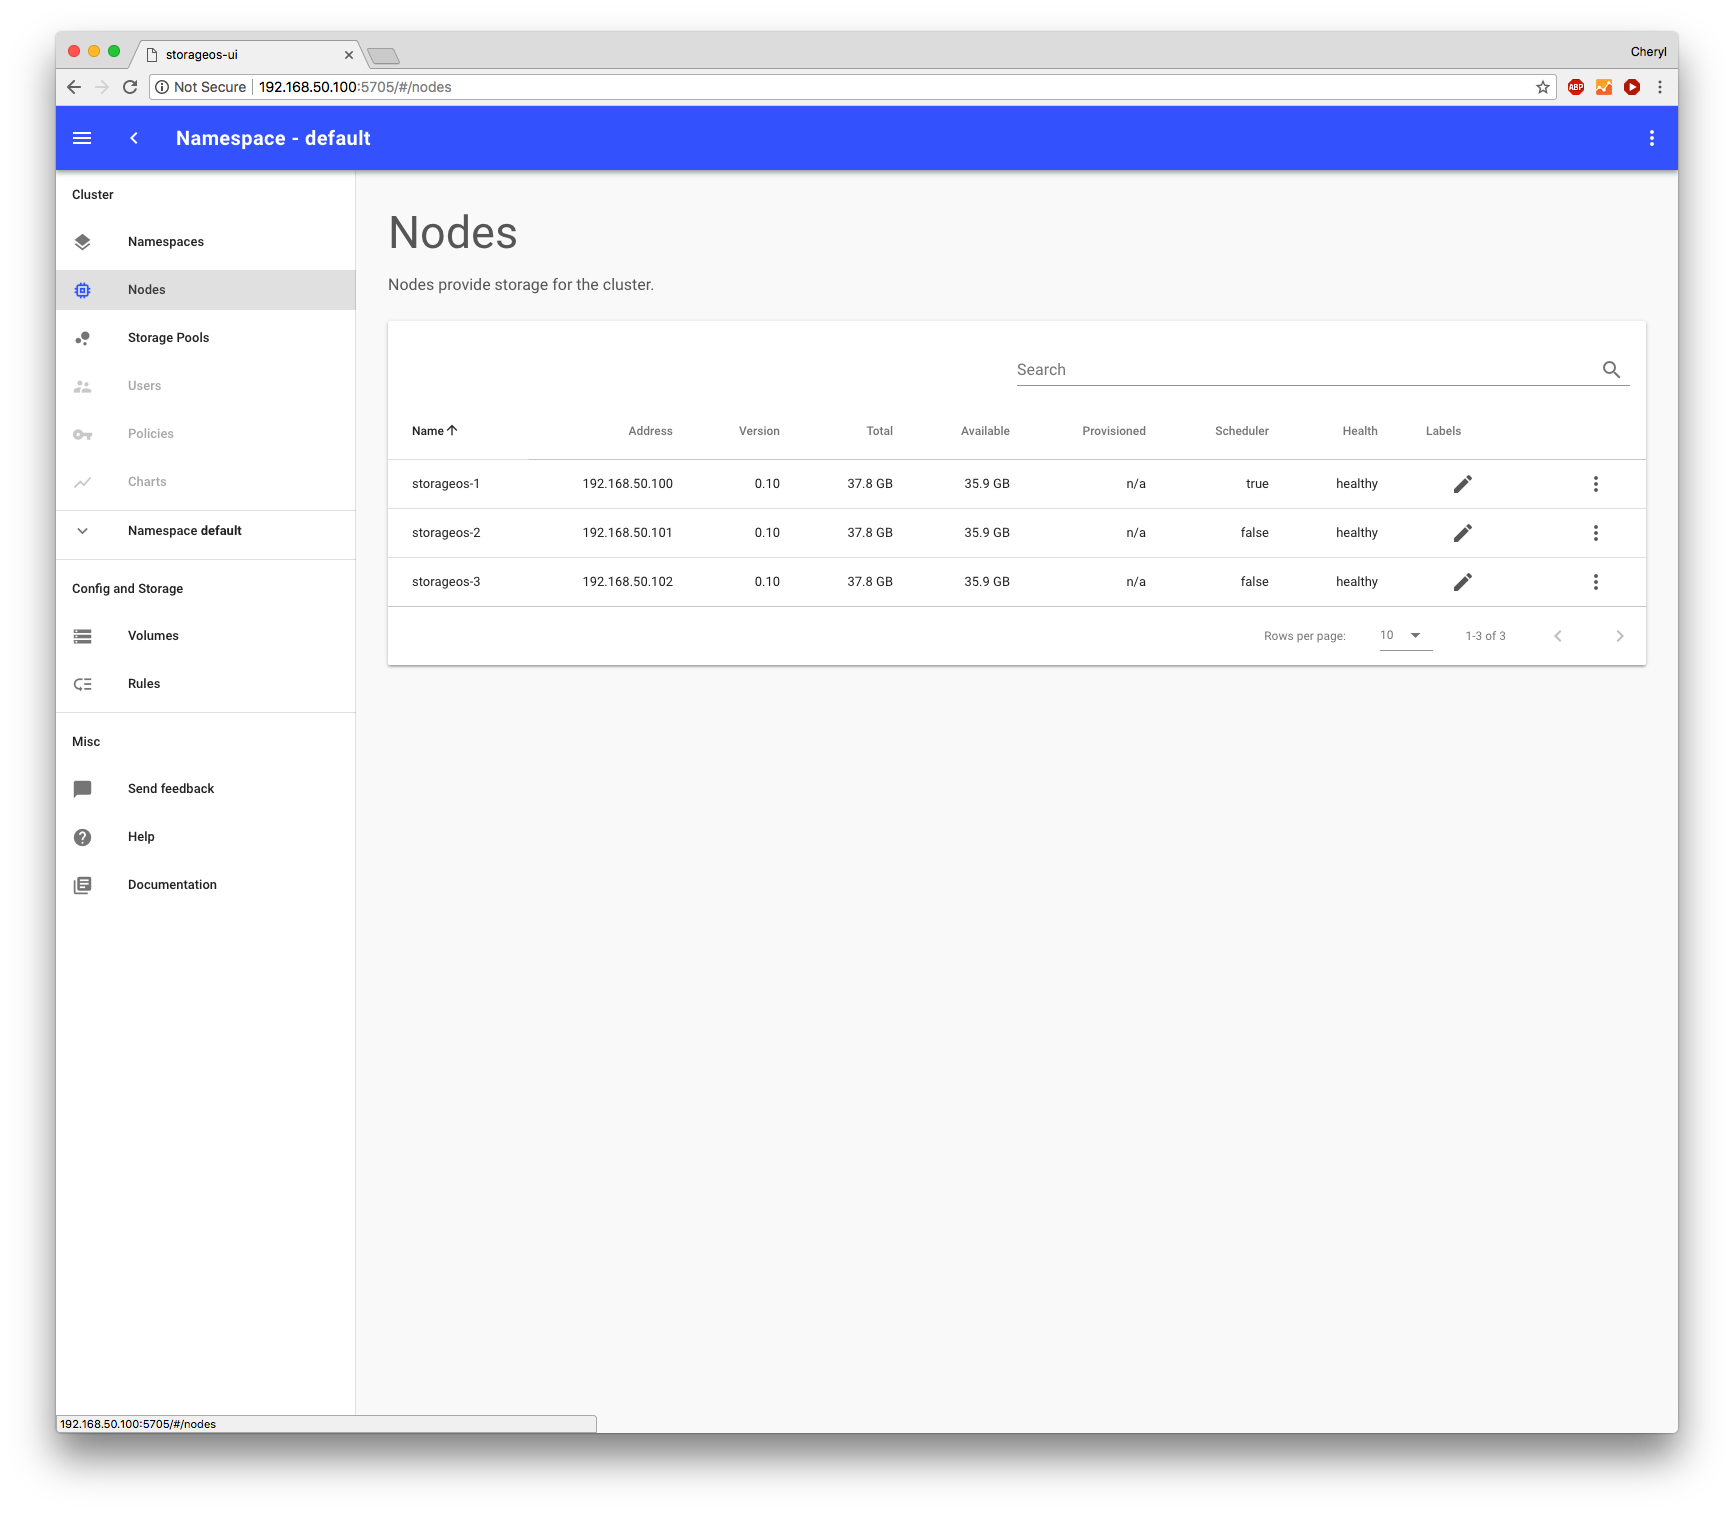 storageos-ui
Cheryl
Not Secure 192.168.50.100:5705/#/nodes
ABP
Namespace - default
Cluster
Namespaces
Nodes
Storage Pools
Users
Policies
Charts
Namespace default
Config and Storage
Volumes
Rules
Misc
Send feedback
Help
Documentation
Nodes
Nodes provide storage for the cluster.
Search
Name Address Version Total Available Provisioned Scheduler Health Labels
storageos-1 192.168.50.100 0.10 37.8 GB 35.9 GB n/a true healthy
storageos-2 192.168.50.101 0.10 37.8 GB 35.9 GB n/a false healthy
storageos-3 192.168.50.102 0.10 37.8 GB 35.9 GB n/a false healthy
Rows per page: 10 1-3 of 3
192.168.50.100:5705/#/nodes